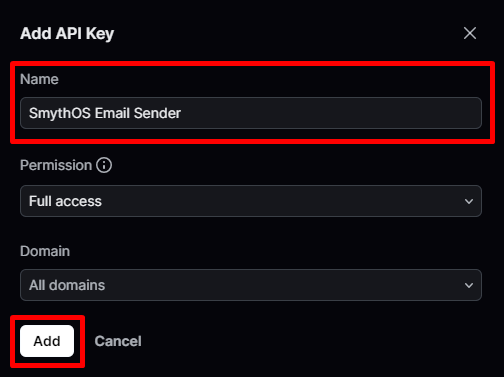 Add API Key
Name
SmythOS Email Sender
Permission
Full access
Domain
All domains
Add Cancel